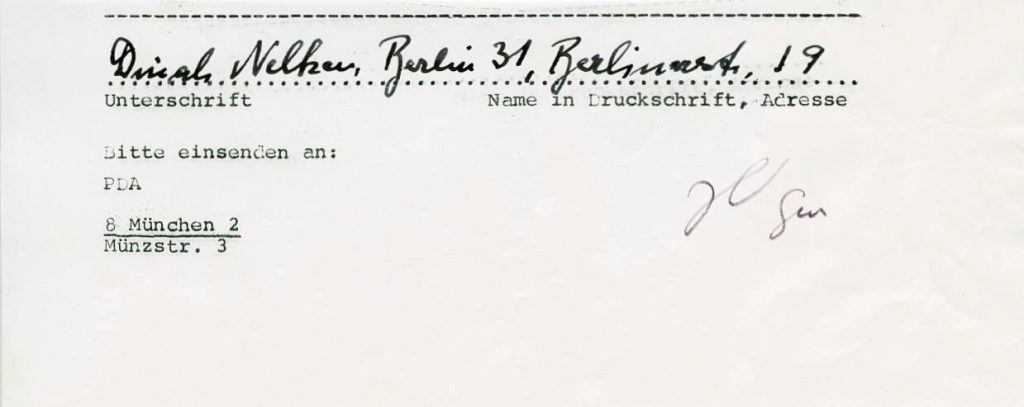 Dinah Nelken, Berlin 31, Berlinerstr. 19
Unterschrift Name in Druckschrift, Adresse
Bitte einsenden an:
PDA
8 München 2
Münzstr. 3